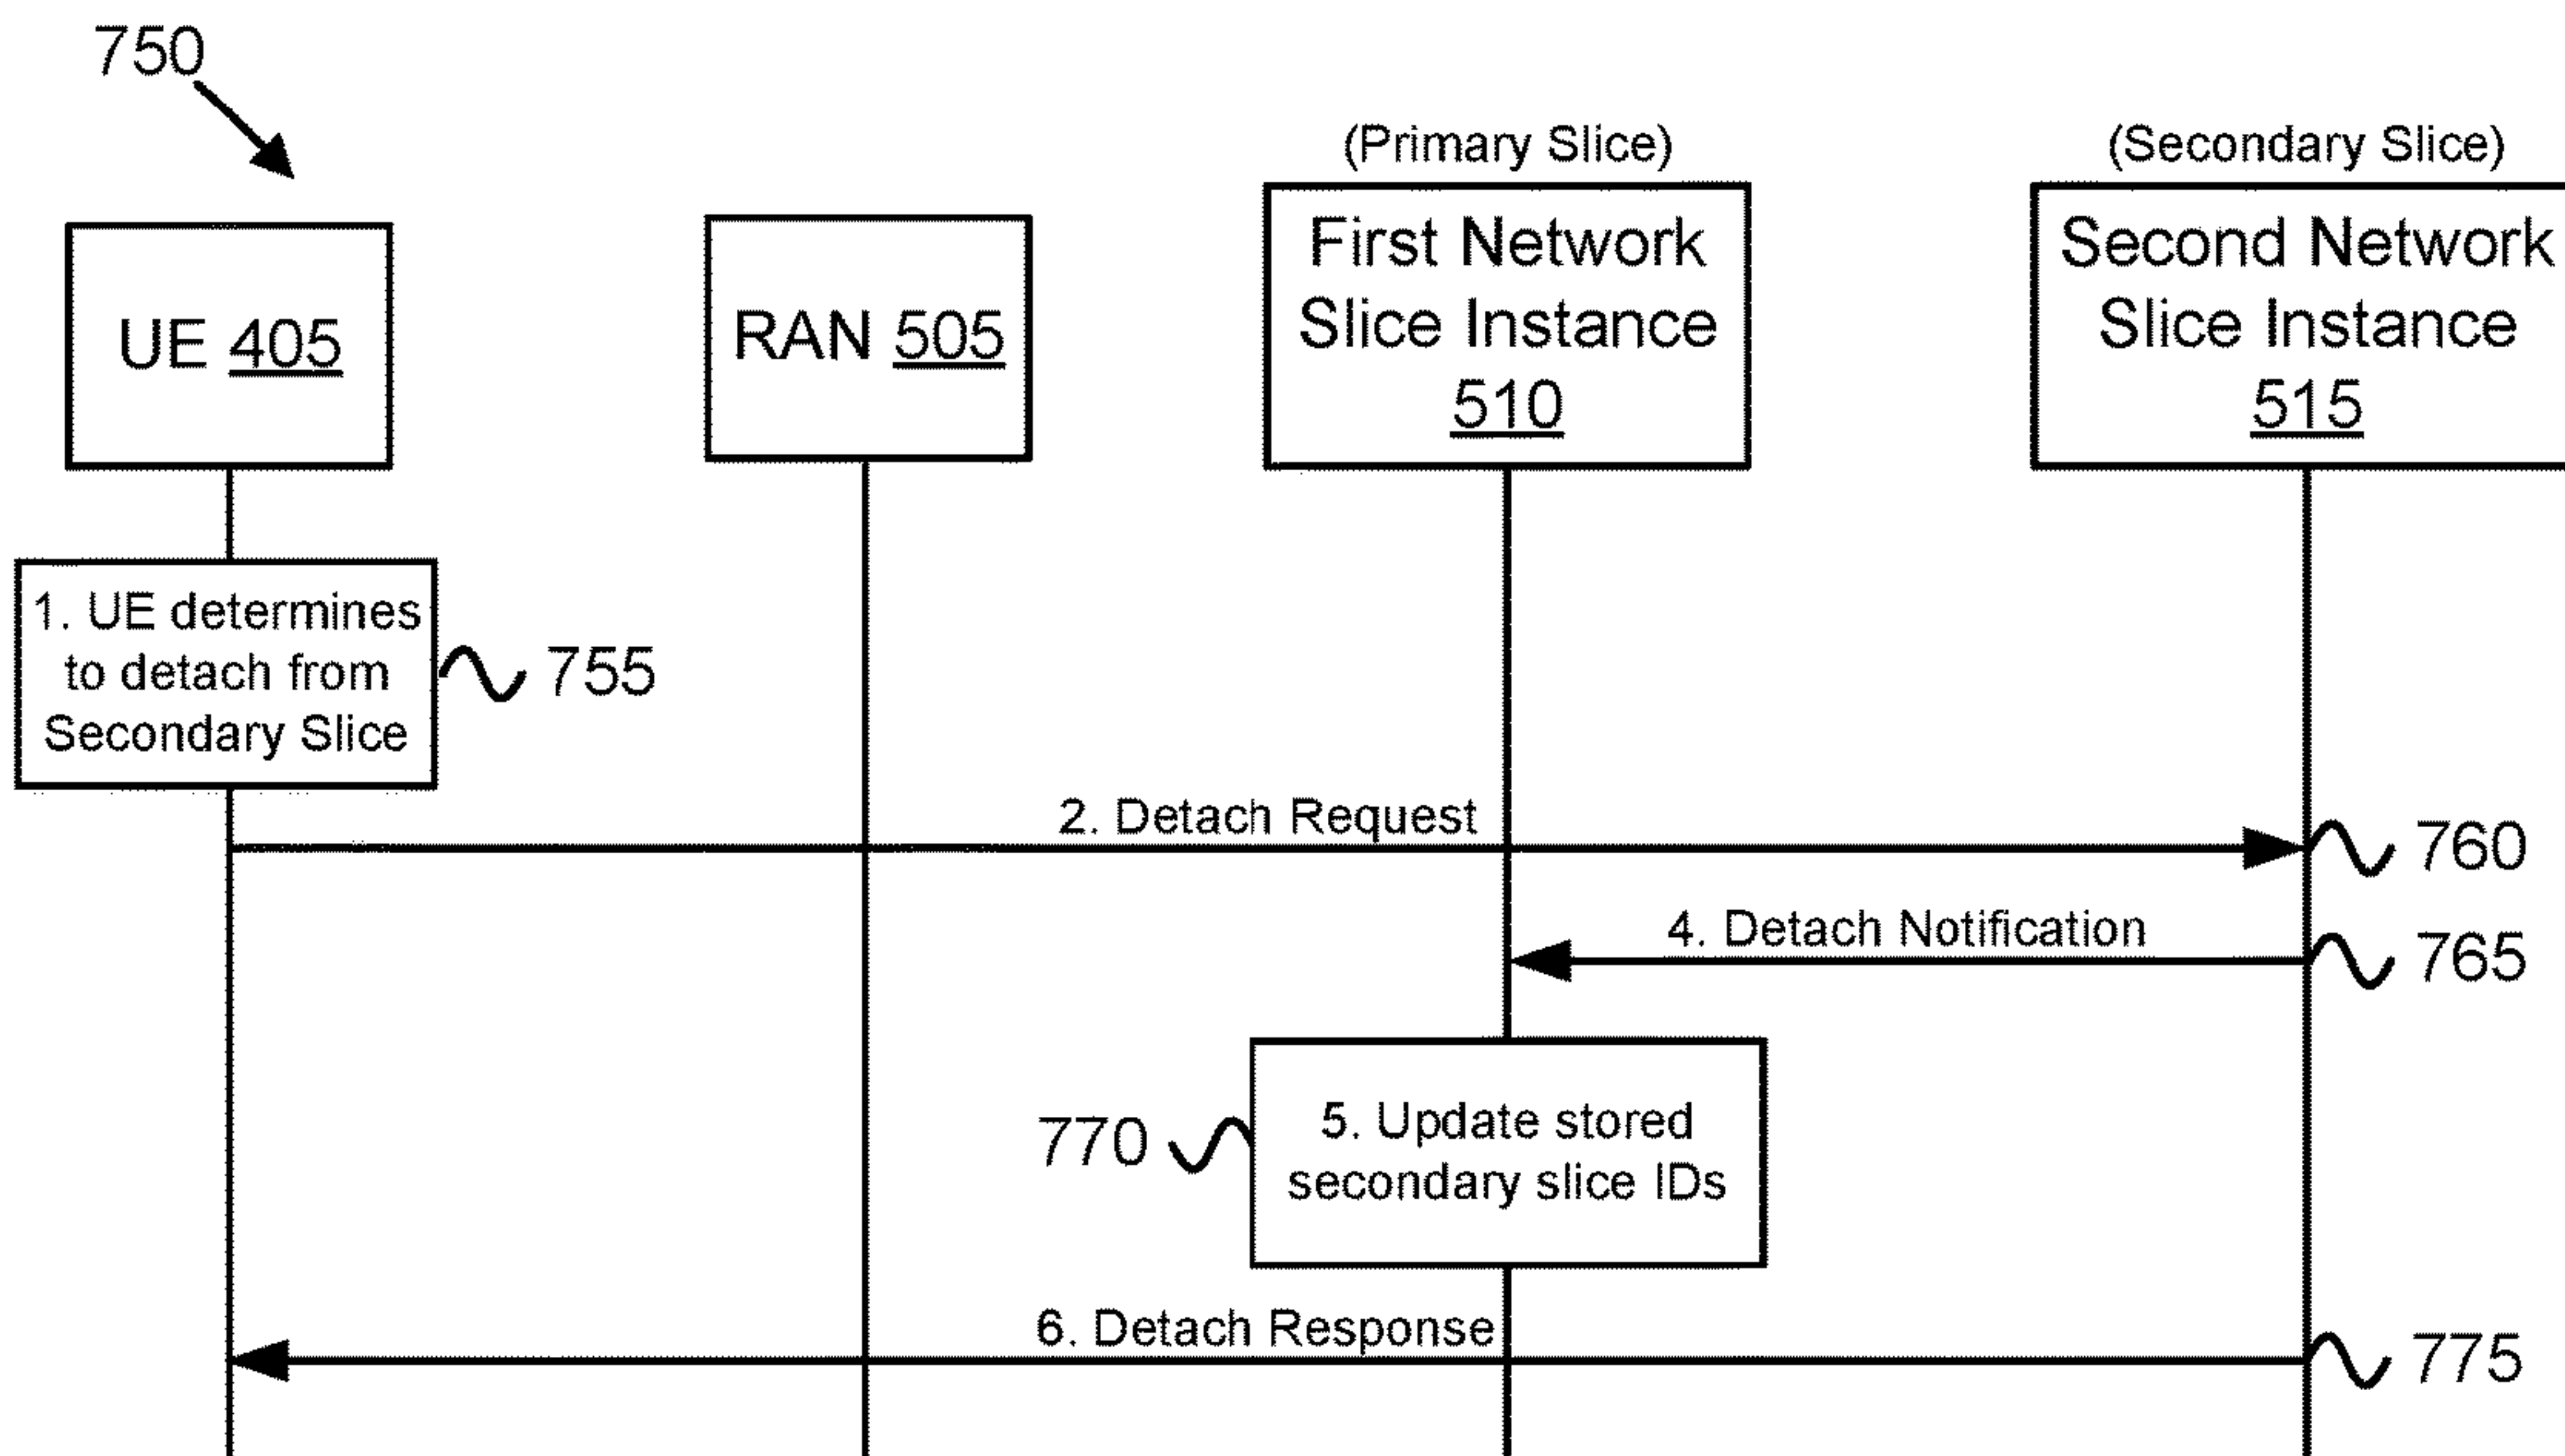 750
(Primary Slice)
(Secondary Slice)
UE 405
RAN 505
First Network
Slice Instance
510
Second Network
Slice Instance
515
1. UE determines
to detach from
Secondary Slice
755
2. Detach Request
760
4. Detach Notification
765
770
5. Update stored
secondary slice IDs
6. Detach Response
775